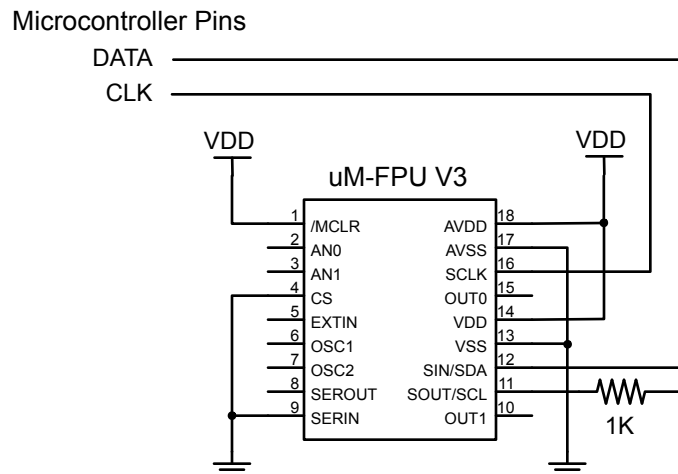 Microcontroller Pins
DATA
CLK
VDD
VDD
uM-FPU V3
1 /MCLR AVDD 18
2 AN0 AVSS 17
3 AN1 SCLK 16
4 CS OUT0 15
5 EXTIN VDD 14
6 OSC1 VSS 13
7 OSC2 SIN/SDA 12
8 SEROUT SOUT/SCL 11
9 SERIN OUT1 10
1K